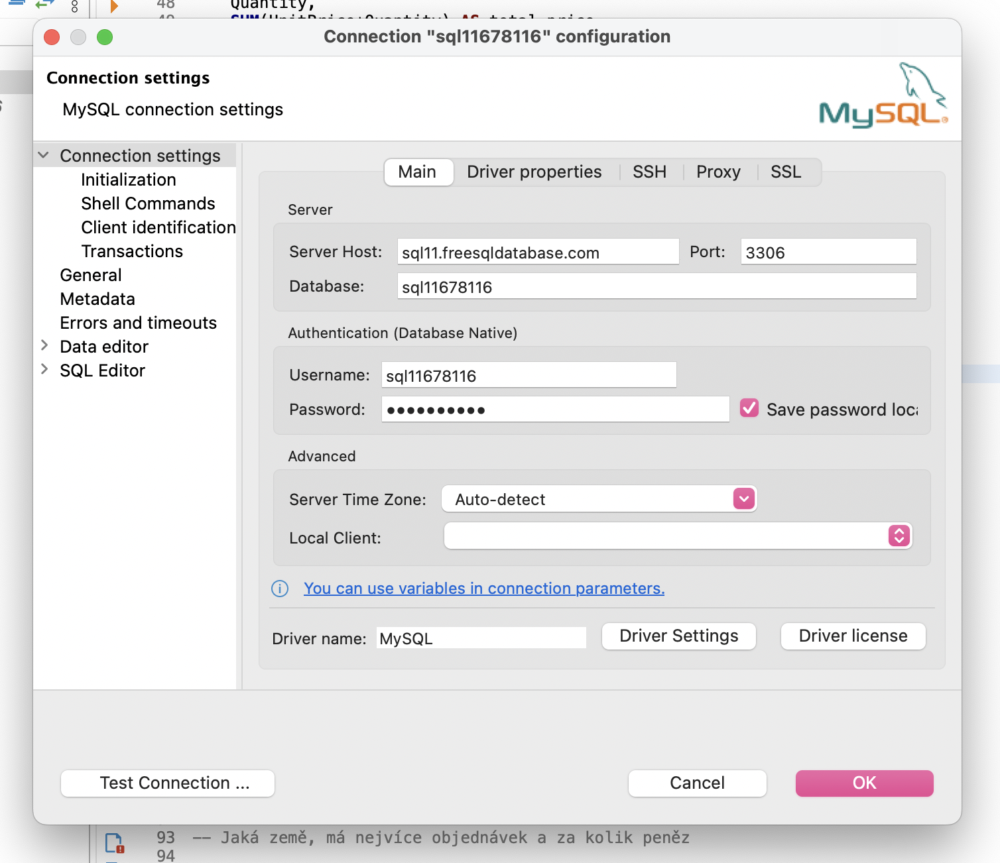 48
Quantity,
Connection "sql11678116" configuration
Connection settings
MySQL connection settings
MySQL
Connection settings
Initialization
Shell Commands
Client identification
Transactions
General
Metadata
Errors and timeouts
Data editor
SQL Editor
Main Driver properties SSH Proxy SSL
Server
Server Host: sql11.freesqldatabase.com Port: 3306
Database: sql11678116
Authentication (Database Native)
Username: sql11678116
Password: ●●●●●●●●●● Save password loca
Advanced
Server Time Zone: Auto-detect
Local Client:
You can use variables in connection parameters.
Driver name: MySQL Driver Settings Driver license
Test Connection ... Cancel OK
93 -- Jaká země, má nejvíce objednávek a za kolik peněz
94